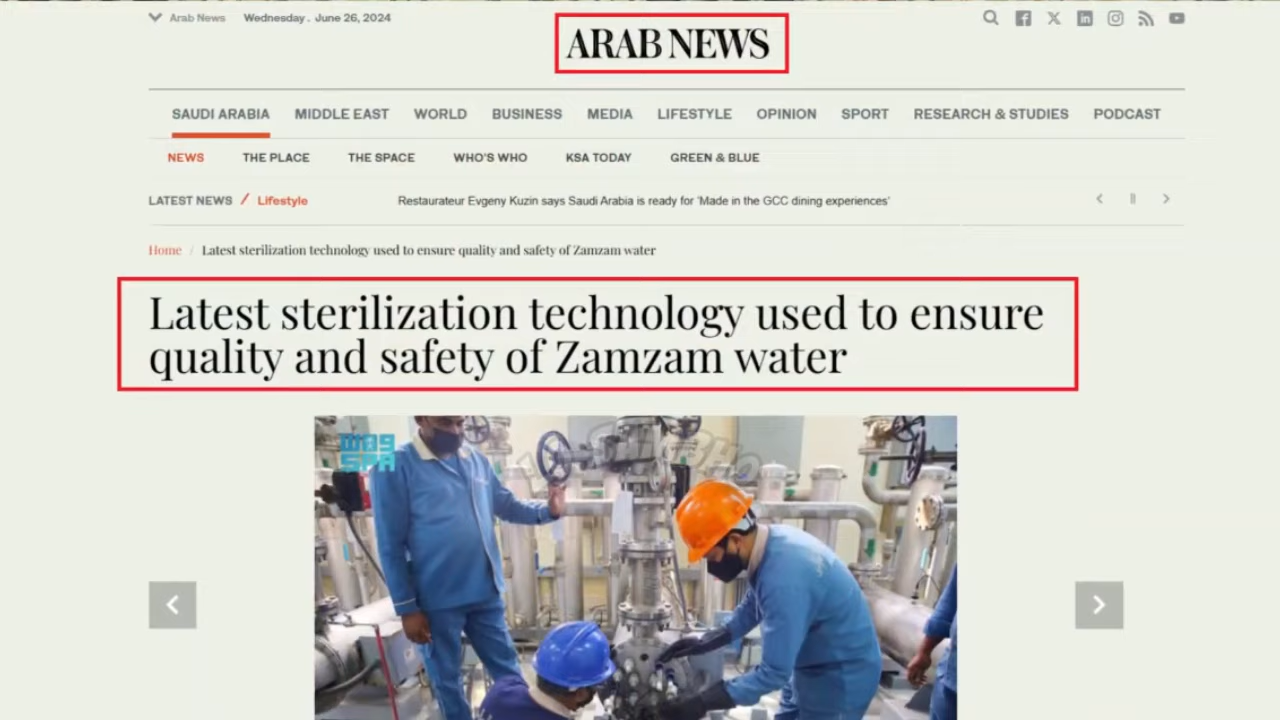 Arab News Wednesday . June 26, 2024
ARAB NEWS
SAUDI ARABIA MIDDLE EAST WORLD BUSINESS MEDIA LIFESTYLE OPINION SPORT RESEARCH & STUDIES PODCAST
NEWS THE PLACE THE SPACE WHO'S WHO KSA TODAY GREEN & BLUE
LATEST NEWS / Lifestyle Restaurateur Evgeny Kuzin says Saudi Arabia is ready for 'Made in the GCC dining experiences'
Home / Latest sterilization technology used to ensure quality and safety of Zamzam water
Latest sterilization technology used to ensure
quality and safety of Zamzam water
واس
SPA